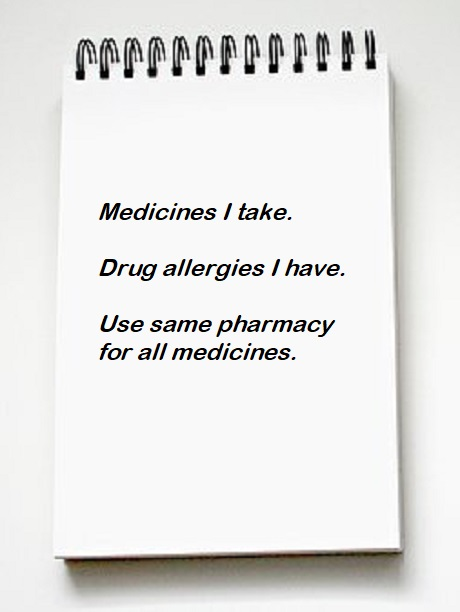 Medicines I take.
Drug allergies I have.
Use same pharmacy
for all medicines.